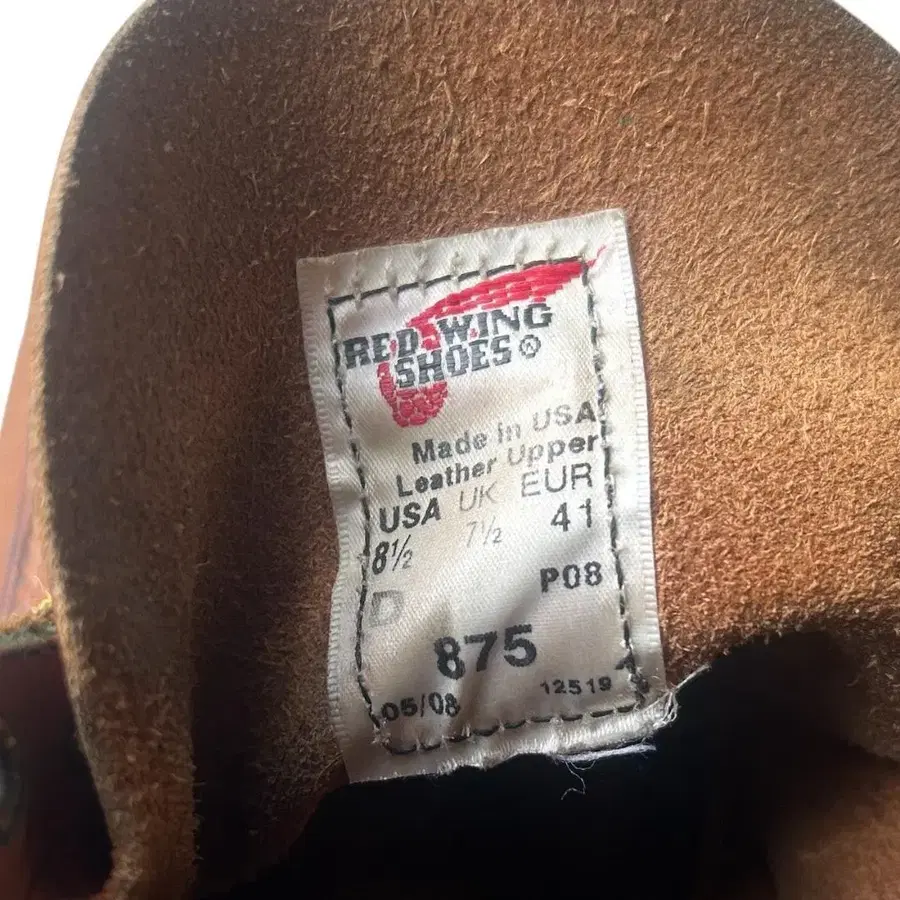 RED WING
SHOES®
Made in USA
Leather Upper
USA UK EUR
8½ 7½ 41
D P08
875
05/08 12519